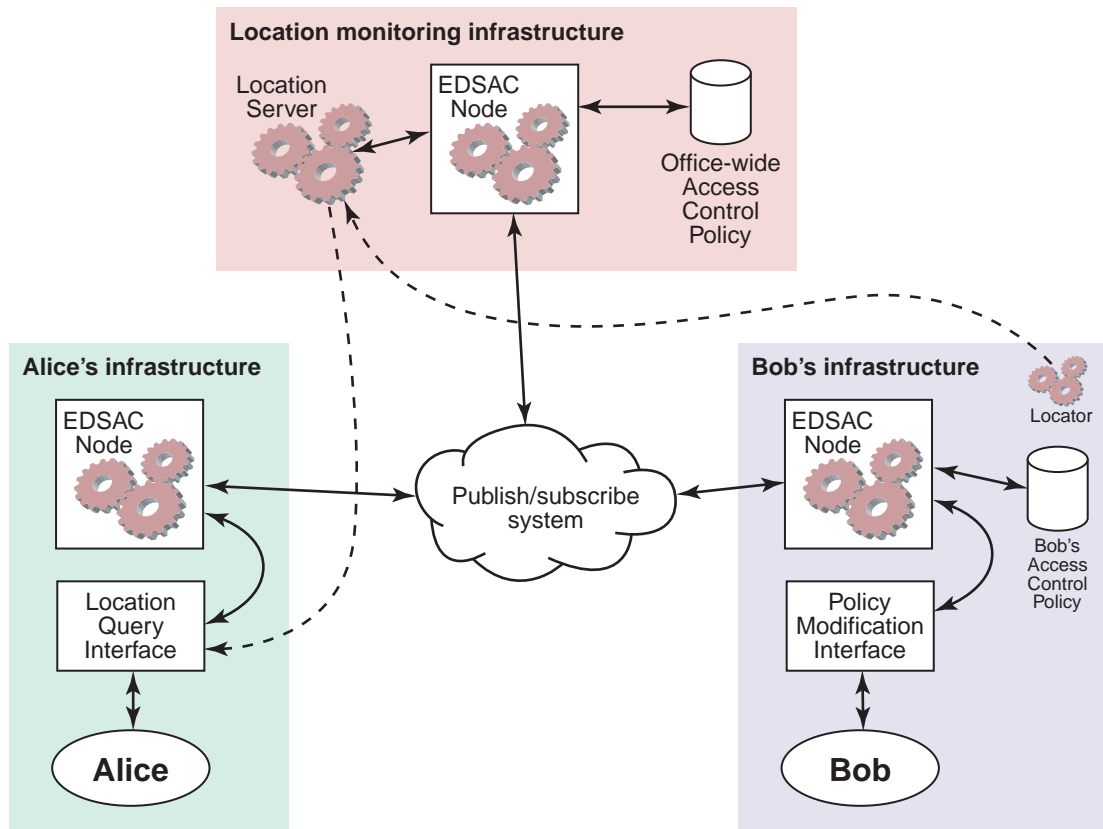 Location monitoring infrastructure
Location
Server
EDSAC
Node
Office-wide
Access
Control
Policy
Alice's infrastructure
EDSAC
Node
Location
Query
Interface
Alice
Publish/subscribe
system
Bob's infrastructure
Locator
EDSAC
Node
Bob's
Access
Control
Policy
Policy
Modification
Interface
Bob